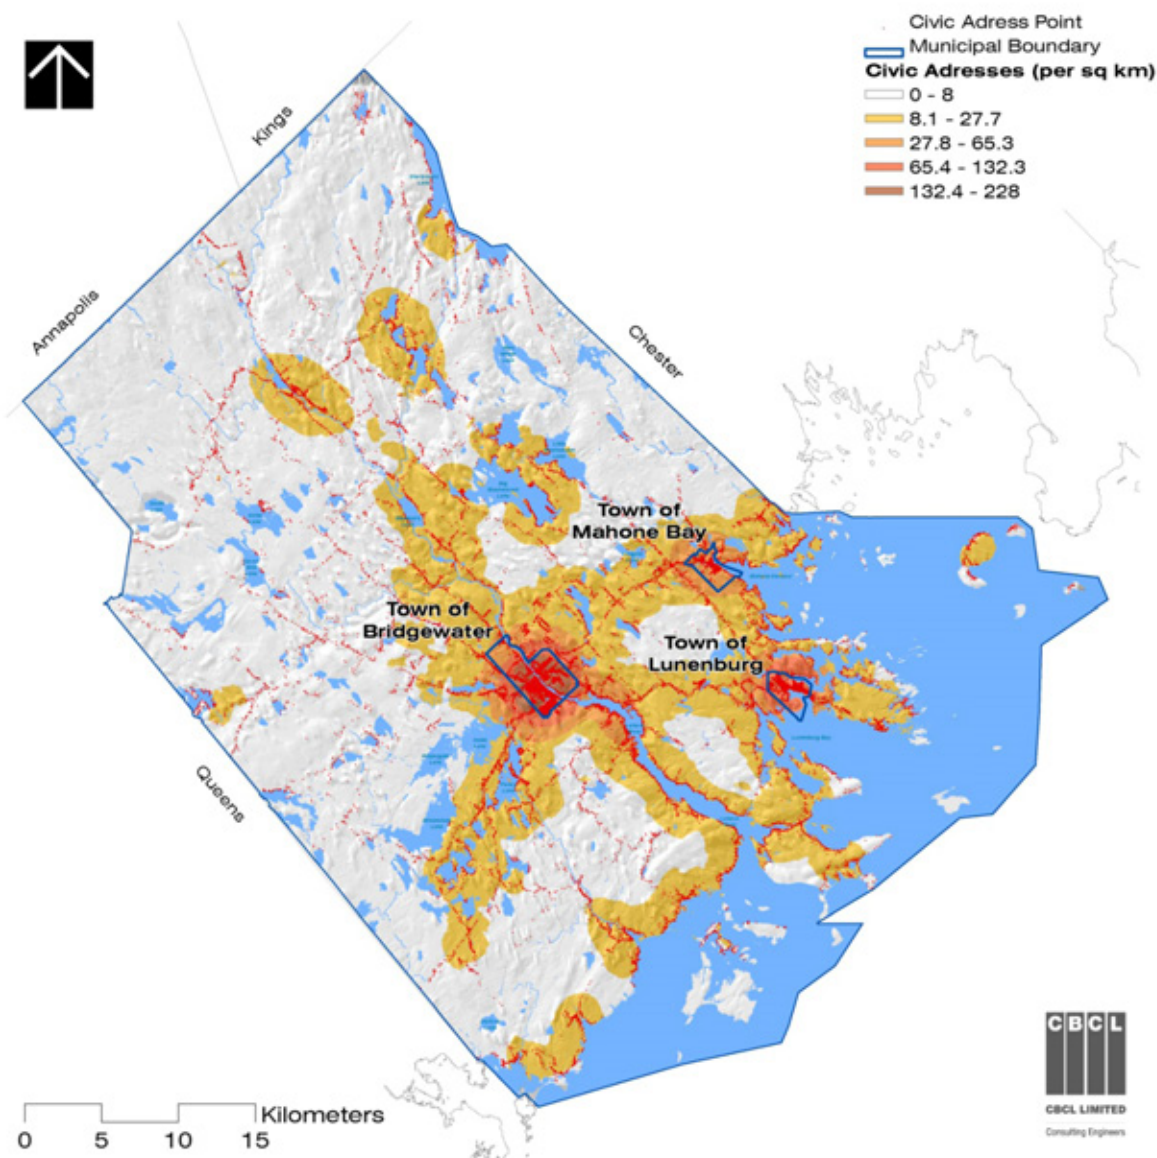 Civic Adress Point
Municipal Boundary
Civic Adresses (per sq km)
0 - 8
8.1 - 27.7
27.8 - 65.3
65.4 - 132.3
132.4 - 228
Kings
Annapolis
Chester
Town of
Mahone Bay
Town of
Bridgewater
Town of
Lunenburg
Queens
Kilometers
0 5 10 15
CBCL
CBCL LIMITED
Consulting Engineers